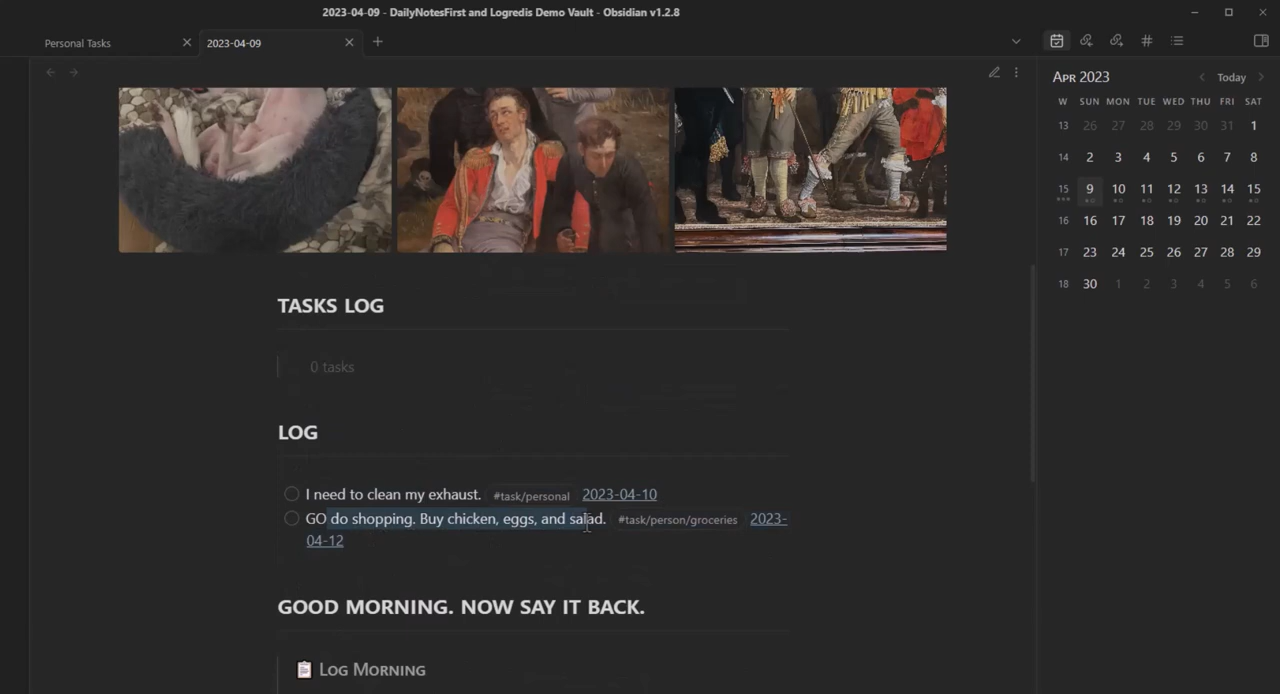 2023-04-09 - DailyNotesFirst and Logredis Demo Vault - Obsidian v1.2.8
Personal Tasks
2023-04-09
TASKS LOG
0 tasks
LOG
I need to clean my exhaust. #task/personal 2023-04-10
GO do shopping. Buy chicken, eggs, and salad. #task/person/groceries 2023-
04-12
GOOD MORNING. NOW SAY IT BACK.
📋 LOG MORNING
APR 2023 Today
W SUN MON TUE WED THU FRI SAT
13 26 27 28 29 30 31 1
14 2 3 4 5 6 7 8
15 9 10 11 12 13 14 15
16 16 17 18 19 20 21 22
17 23 24 25 26 27 28 29
18 30 1 2 3 4 5 6